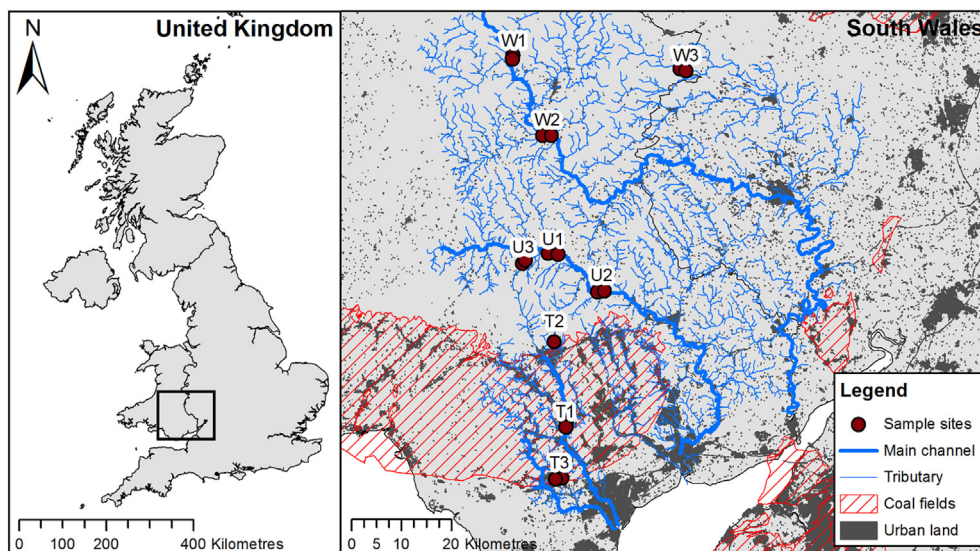 United Kingdom
N
0 100 200 400 Kilometres
South Wales
W1
W3
W2
U3
U1
U2
T2
T1
T3
0 5 10 20 Kilometres
Legend
Sample sites
Main channel
Tributary
Coal fields
Urban land